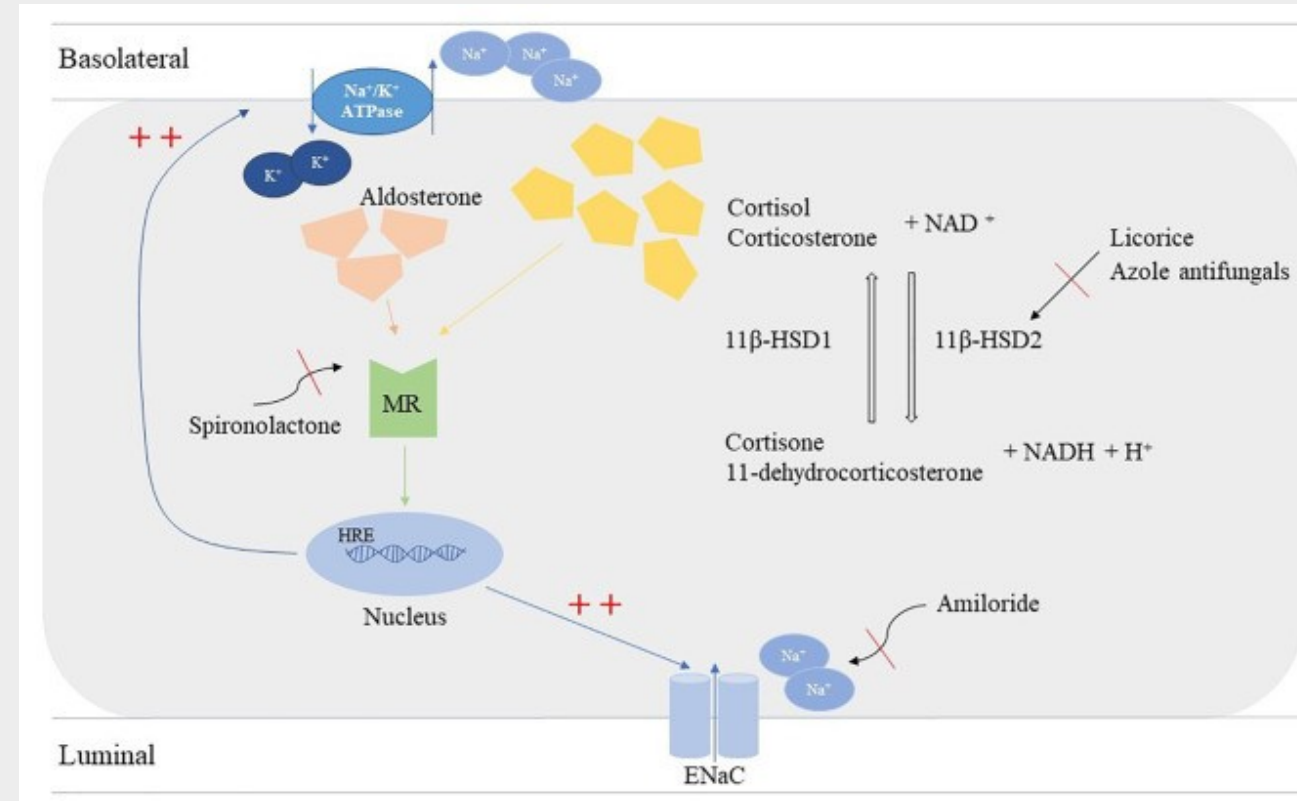 Basolateral
Na⁺
Na⁺
Na⁺
Na⁺/K⁺
ATPase
++
K⁺
K⁺
Aldosterone
Cortisol
Corticosterone
+ NAD ⁺
Licorice
Azole antifungals
11β-HSD1
11β-HSD2
MR
Spironolactone
Cortisone
11-dehydrocorticosterone
+ NADH + H⁺
HRE
Nucleus
++
Amiloride
Na⁺
Na⁺
Luminal
ENaC